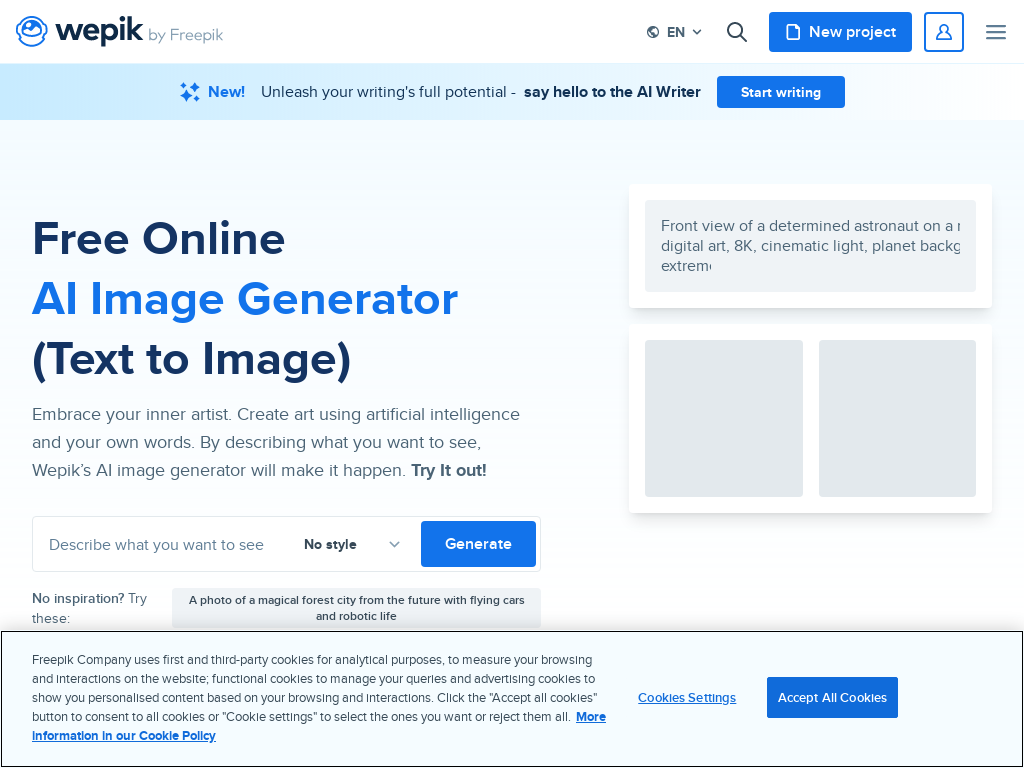 wepik by Freepik
EN
New project
New! Unleash your writing's full potential - say hello to the AI Writer
Start writing
Free Online
AI Image Generator
(Text to Image)
Embrace your inner artist. Create art using artificial intelligence
and your own words. By describing what you want to see,
Wepik's AI image generator will make it happen. Try It out!
Describe what you want to see
No style
Generate
No inspiration? Try
these:
A photo of a magical forest city from the future with flying cars
and robotic life
Front view of a determined astronaut on a
digital art, 8K, cinematic light, planet
Freepik Company uses first and third-party cookies for analytical purposes, to measure your browsing
and interactions on the website; functional cookies to manage your queries and advertising cookies to
show you personalised content based on your browsing and interactions. Click the "Accept all cookies"
button to consent to all cookies or "Cookie settings" to select the ones you want or reject them all. More
information in our Cookie Policy
Cookies Settings
Accept All Cookies